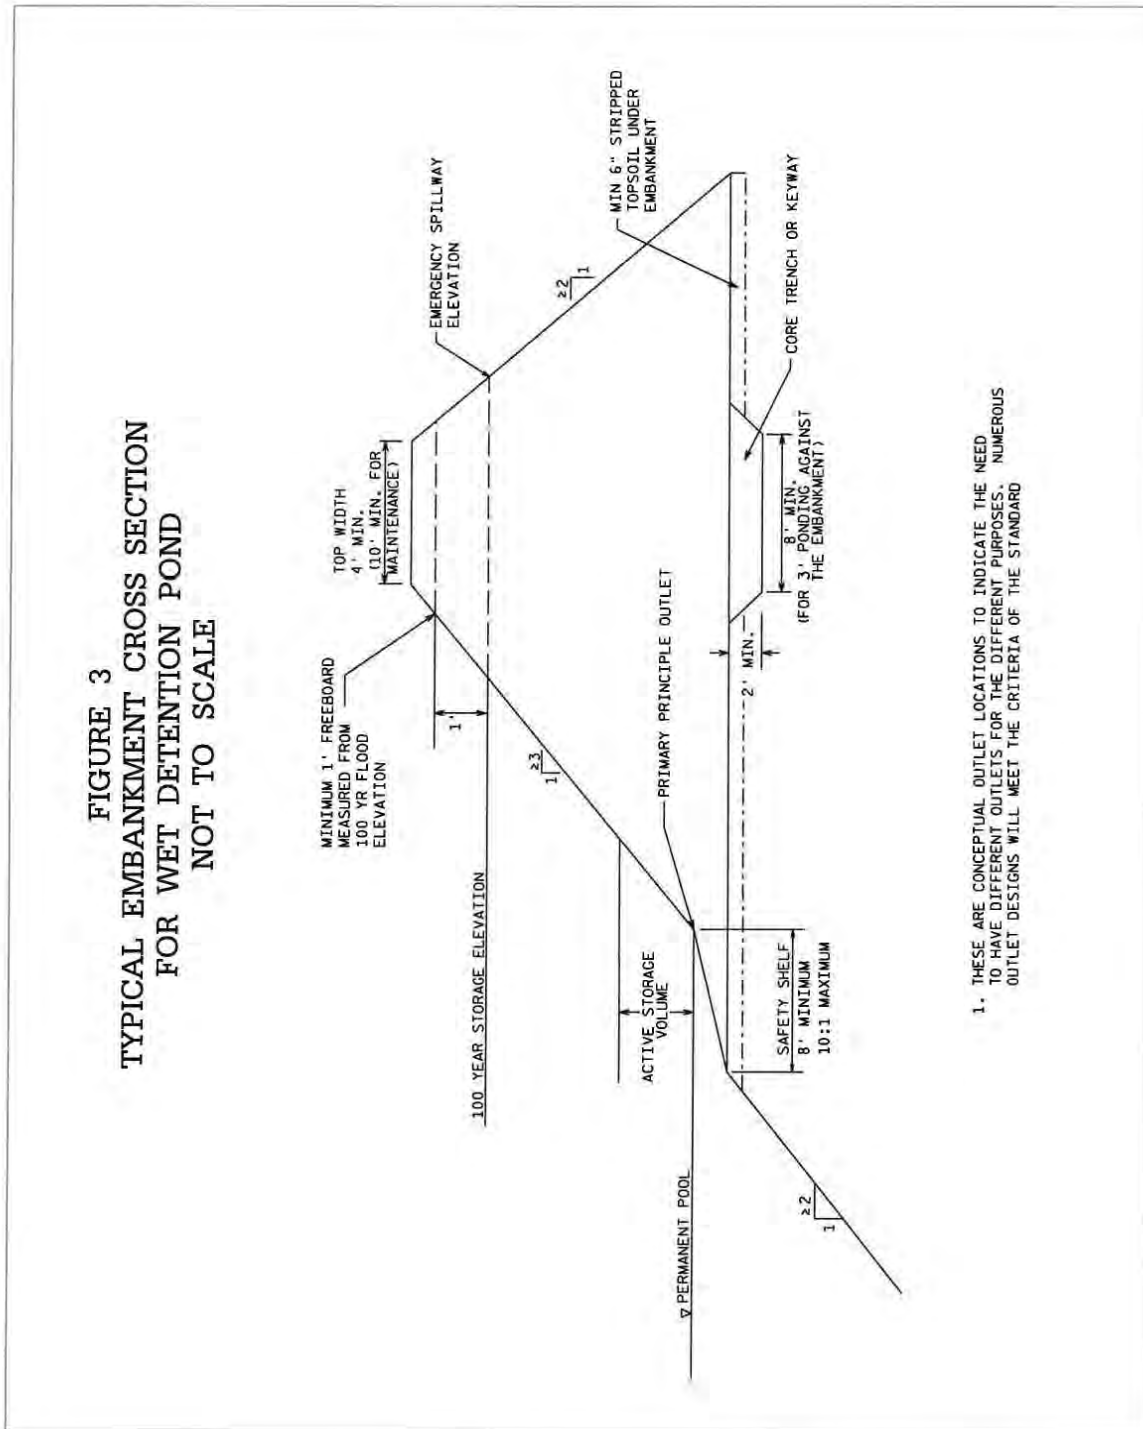 FIGURE 3
TYPICAL EMBANKMENT CROSS SECTION
FOR WET DETENTION POND
NOT TO SCALE
TOP WIDTH
4' MIN.
(10' MIN. FOR
MAINTENANCE)
MINIMUM 1' FREEBOARD
MEASURED FROM
100 YR FLOOD
ELEVATION
EMERGENCY SPILLWAY
ELEVATION
1'
≥3
1
≥2
1
100 YEAR STORAGE ELEVATION
ACTIVE STORAGE
VOLUME
PRIMARY PRINCIPLE OUTLET
MIN 6" STRIPPED
TOPSOIL UNDER
EMBANKMENT
∇ PERMANENT POOL
SAFETY SHELF
8' MINIMUM
10:1 MAXIMUM
2' MIN.
8' MIN.
(FOR 3' PONDING AGAINST
THE EMBANKMENT)
CORE TRENCH OR KEYWAY
≥2
1
1. THESE ARE CONCEPTUAL OUTLET LOCATIONS TO INDICATE THE NEED
TO HAVE DIFFERENT OUTLETS FOR THE DIFFERENT PURPOSES. NUMEROUS
OUTLET DESIGNS WILL MEET THE CRITERIA OF THE STANDARD